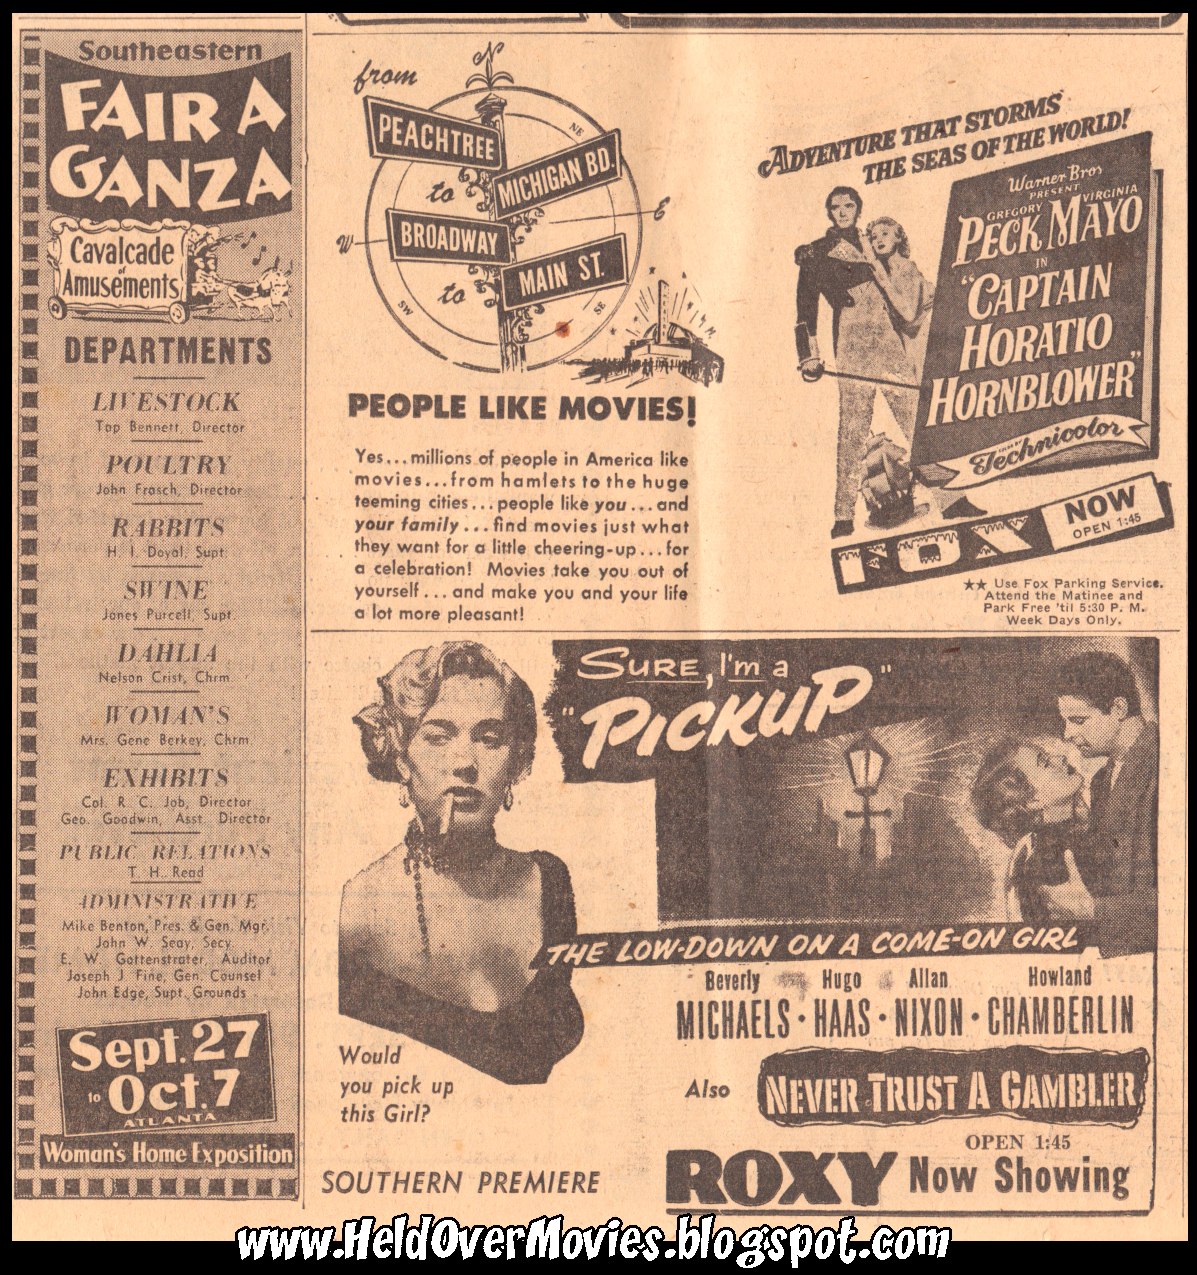 Southeastern
FAIR A
GANZA
Cavalcade
of
Amusements
DEPARTMENTS
LIVESTOCK
Top Bennett, Director
POULTRY
John Frasch, Director
RABBITS
H. I. Doyal, Supt.
SWINE
Jones Purcell, Supt.
DAHLIA
Nelson Crist, Chrm.
WOMAN'S
Mrs. Gene Berkey, Chrm.
EXHIBITS
Col. R. C. Job, Director
Geo. Goodwin, Asst. Director
PUBLIC RELATIONS
T. H. Read
ADMINISTRATIVE
Mike Benton, Pres. & Gen. Mgr.
John W. Seay, Secy.
E. W. Gottenstrater, Auditor
Joseph J. Fine, Gen. Counsel
John Edge, Supt. Grounds
Sept. 27
to Oct. 7
ATLANTA
Woman's Home Exposition
from
N
PEACHTREE
NE
to
MICHIGAN BD.
E
W
BROADWAY
MAIN ST.
to
SW
SE
PEOPLE LIKE MOVIES!
Yes...millions of people in America like
movies...from hamlets to the huge
teeming cities...people like you...and
your family...find movies just what
they want for a little cheering-up...for
a celebration! Movies take you out of
yourself...and make you and your life
a lot more pleasant!
ADVENTURE THAT STORMS
THE SEAS OF THE WORLD!
Warner Bros
PRESENT
GREGORY VIRGINIA
PECK MAYO
IN
"CAPTAIN
HORATIO
HORNBLOWER"
COLOR BY
Technicolor
FOX
NOW
OPEN 1:45
★★ Use Fox Parking Service.
Attend the Matinee and
Park Free 'til 5:30 P. M.
Week Days Only.
SURE, I'm a
"PICKUP"
THE LOW-DOWN ON A COME-ON GIRL
Beverly Hugo Allan Howland
MICHAELS • HAAS • NIXON • CHAMBERLIN
Would
you pick up
this Girl?
Also NEVER TRUST A GAMBLER
OPEN 1:45
SOUTHERN PREMIERE
ROXY Now Showing
www.HeldOverMovies.blogspot.com